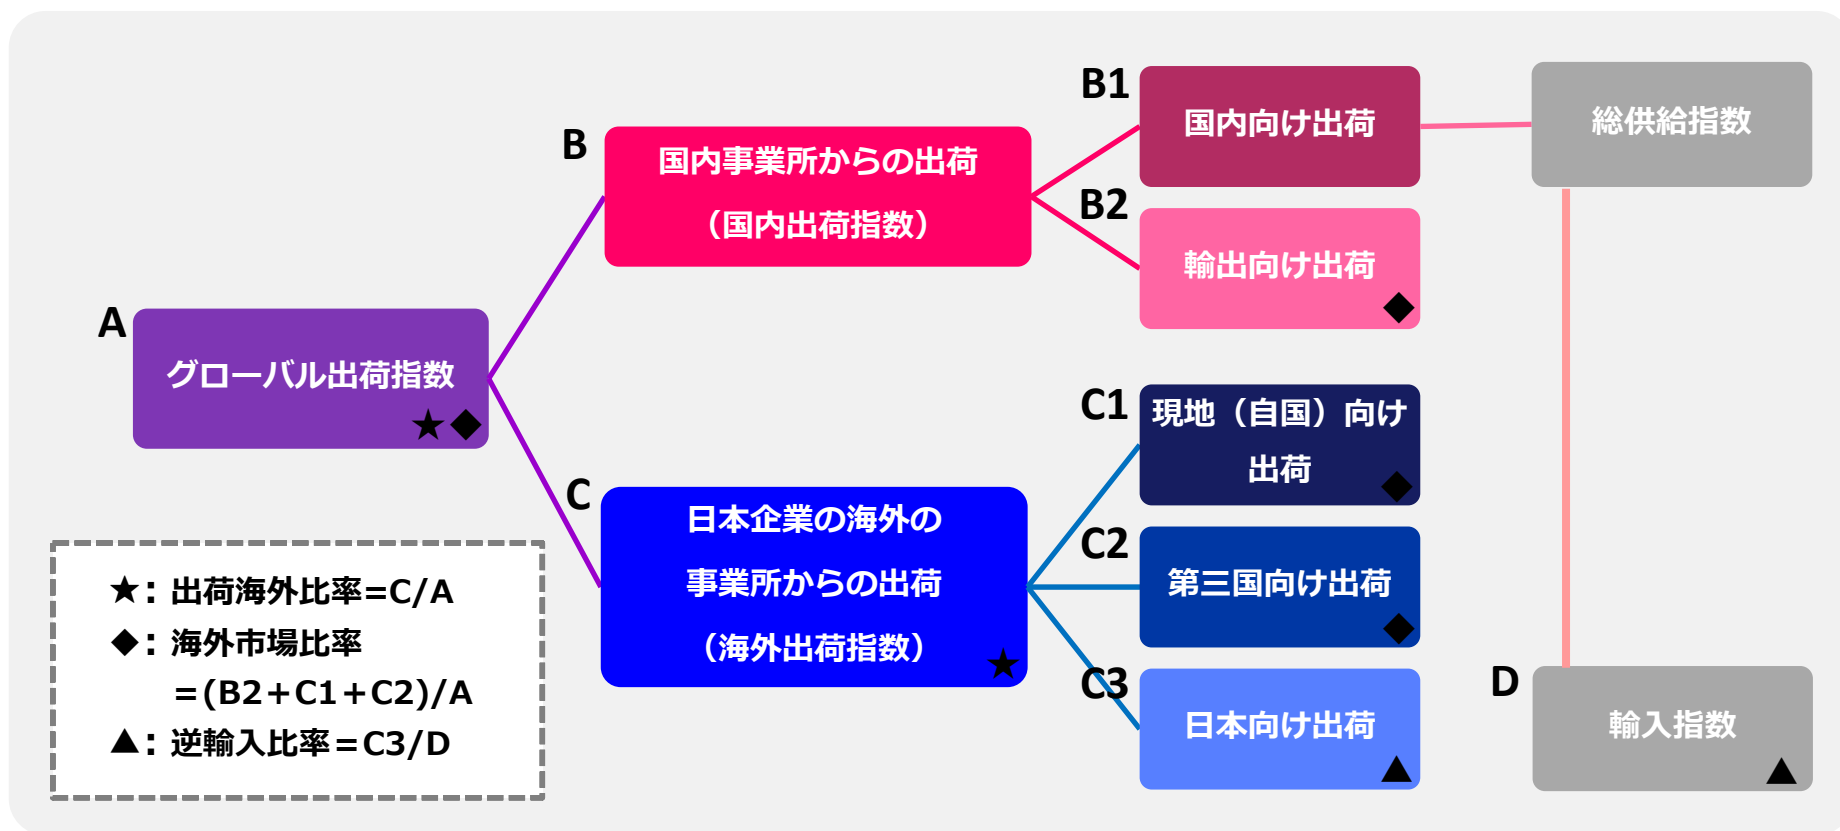 A
グローバル出荷指数
★◆
B
国内事業所からの出荷
（国内出荷指数）
C
日本企業の海外の
事業所からの出荷
（海外出荷指数）
★
B1
国内向け出荷
B2
輸出向け出荷
◆
C1
現地（自国）向け
出荷
◆
C2
第三国向け出荷
◆
C3
日本向け出荷
▲
総供給指数
D
輸入指数
▲
★：出荷海外比率=C/A
◆：海外市場比率
=(B2+C1+C2)/A
▲：逆輸入比率=C3/D